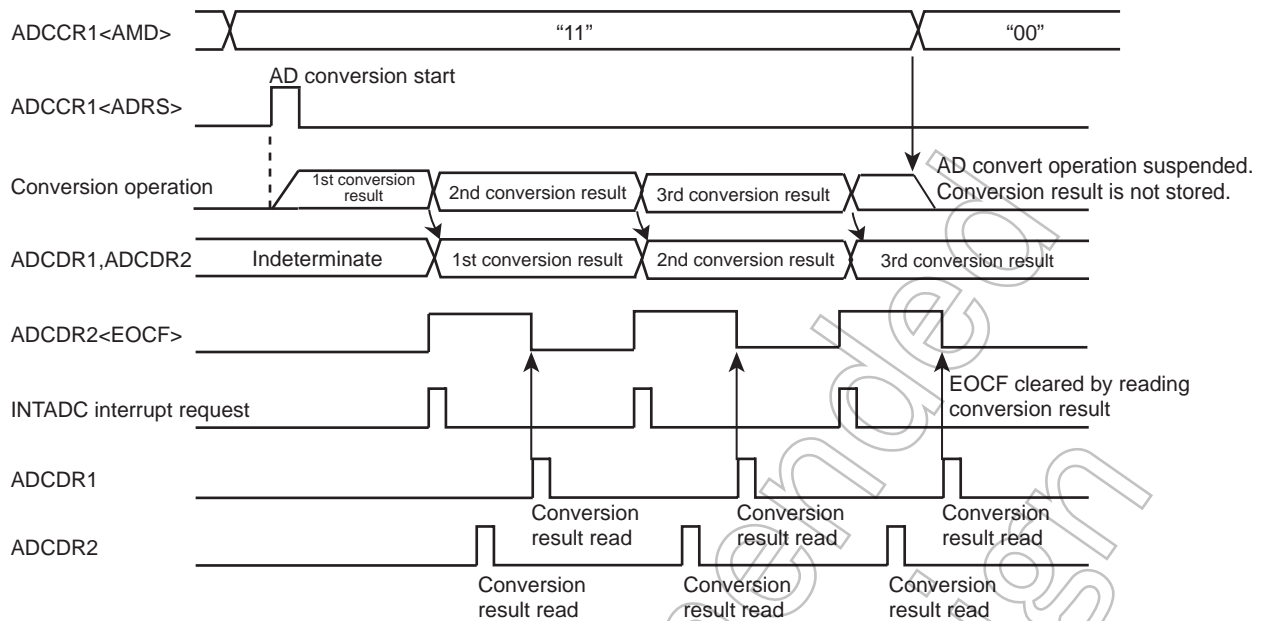 ADCCR1<AMD>
“11”
“00”
AD conversion start
ADCCR1<ADRS>
Conversion operation
1st conversion
result
2nd conversion result
3rd conversion result
AD convert operation suspended.
Conversion result is not stored.
ADCDR1,ADCDR2
Indeterminate
1st conversion result
2nd conversion result
3rd conversion result
ADCDR2<EOCF>
EOCF cleared by reading
conversion result
INTADC interrupt request
ADCDR1
Conversion
result read
Conversion
result read
Conversion
result read
ADCDR2
Conversion
result read
Conversion
result read
Conversion
result read